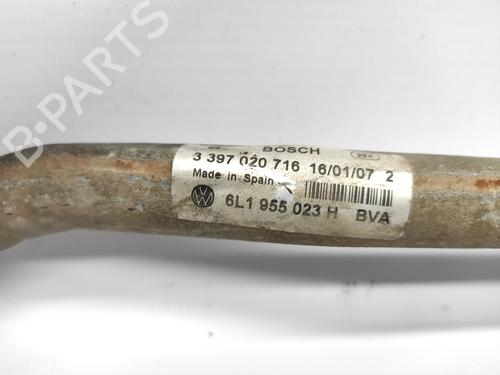 BOSCH
3 397 020 716 16/01/07 2
Made in Spain
6L1 955 023 H BVA
B-PARTS